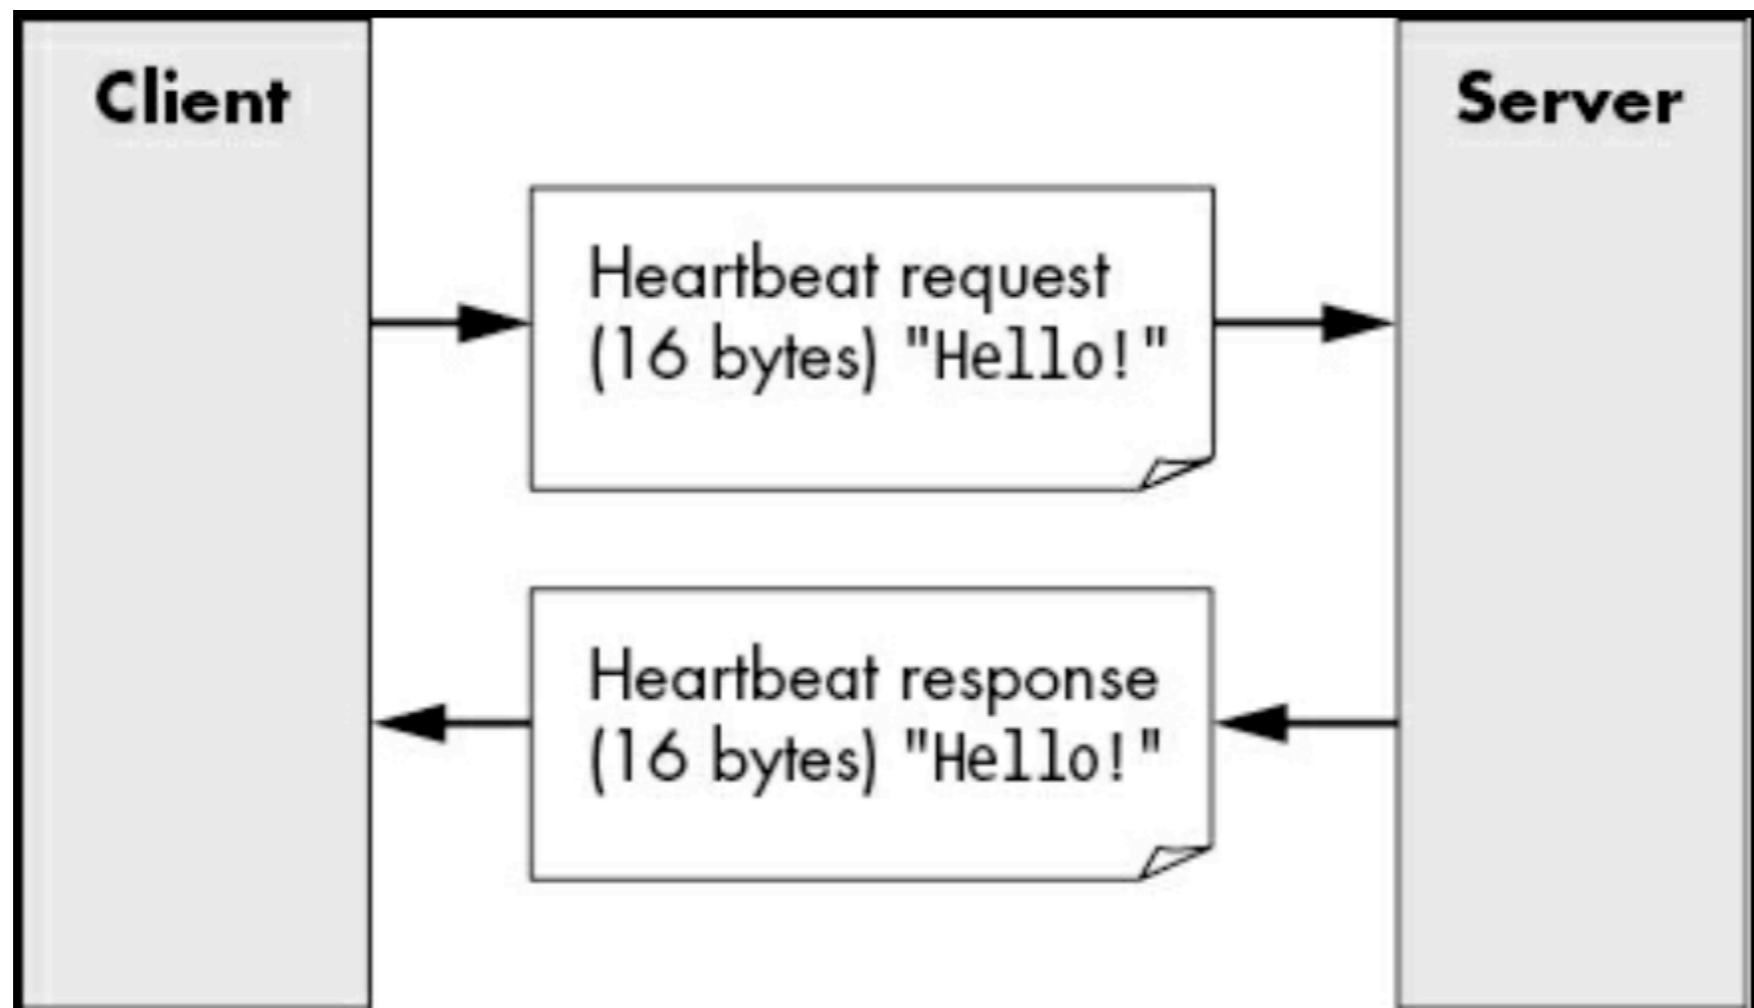 Client
Server
Heartbeat request
(16 bytes) "Hello!"
Heartbeat response
(16 bytes) "Hello!"